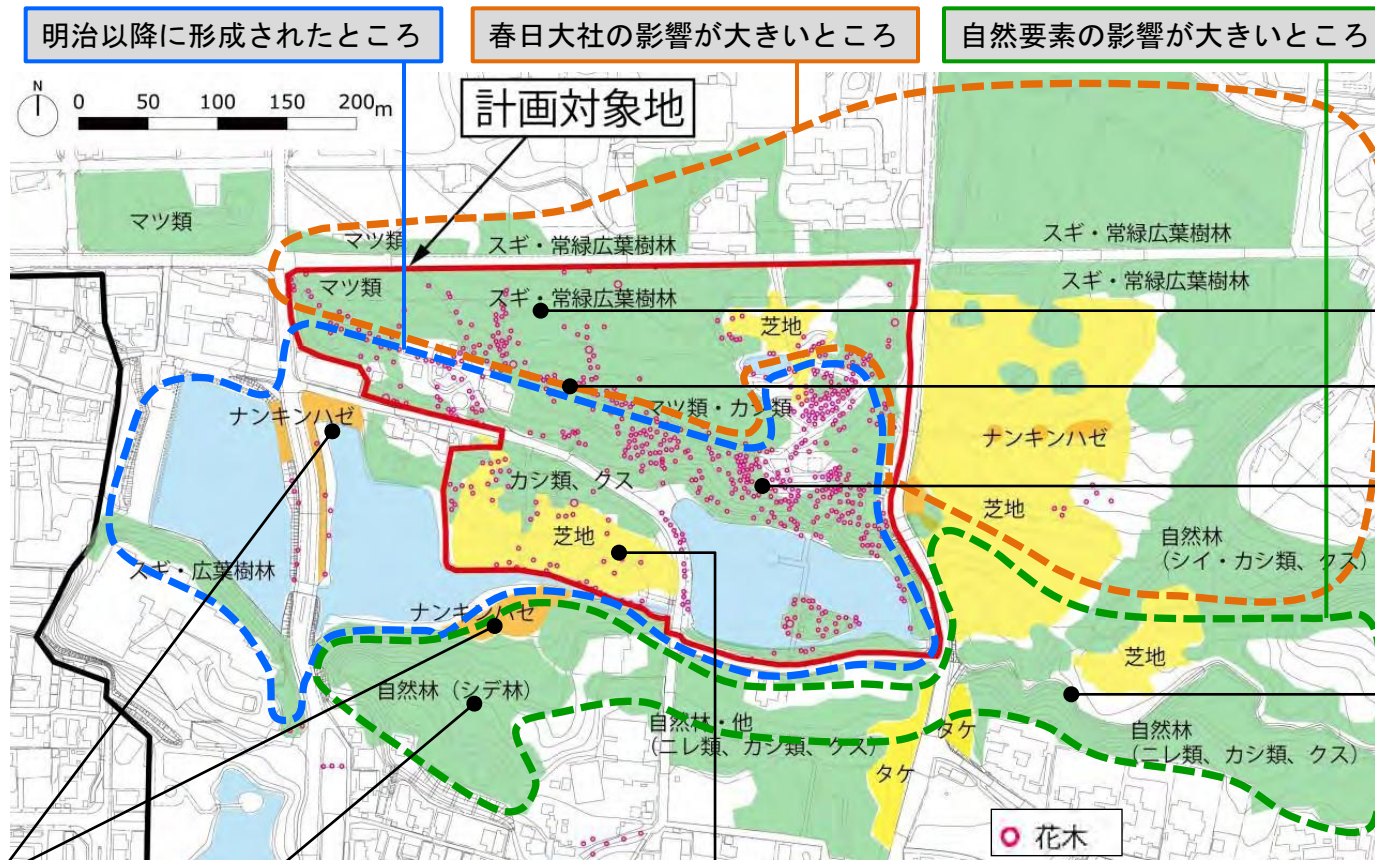 明治以降に形成されたところ
春日大社の影響が大きいところ
自然要素の影響が大きいところ
N
0 50 100 150 200m
計画対象地
マツ類
マツ類
スギ・常緑広葉樹林
スギ・常緑広葉樹林
マツ類
スギ・常緑広葉樹林
スギ・常緑広葉樹林
芝地
マツ類・カシ類
ナンキンハゼ
ナンキンハゼ
カシ類、クス
芝地
芝地
自然林
(シイ・カシ類、クス)
スギ・広葉樹林
ナンキンハゼ
芝地
自然林(シデ林)
自然林・他
(ニレ類、カシ類、クス)
タケ
自然林
(ニレ類、カシ類、クス)
タケ
花木